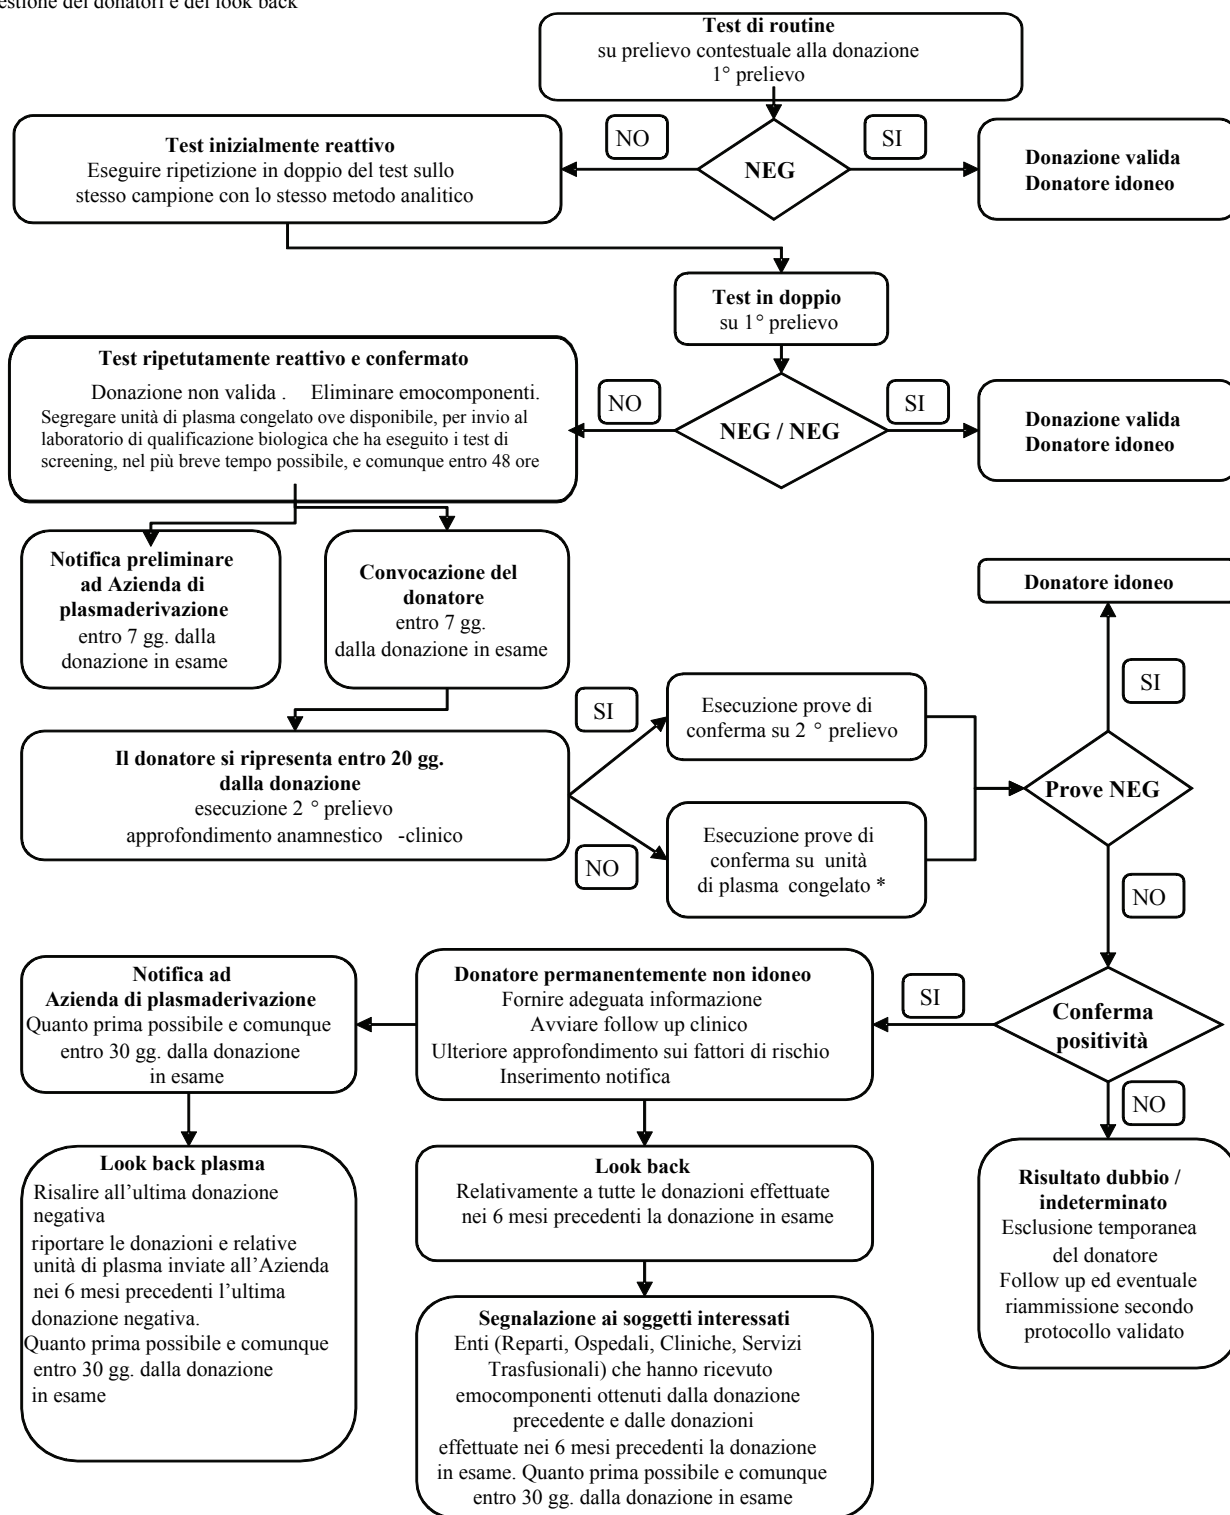 estione dei donatori e del look back
Test di routine
su prelievo contestuale alla donazione
1° prelievo
NO
SI
Test inizialmente reattivo
Eseguire ripetizione in doppio del test sullo
stesso campione con lo stesso metodo analitico
NEG
Donazione valida
Donatore idoneo
Test in doppio
su 1° prelievo
Test ripetutamente reattivo e confermato
Donazione non valida . Eliminare emocomponenti.
Segregare unità di plasma congelato ove disponibile, per invio al
laboratorio di qualificazione biologica che ha eseguito i test di
screening, nel più breve tempo possibile, e comunque entro 48 ore
NO
SI
NEG / NEG
Donazione valida
Donatore idoneo
Notifica preliminare
ad Azienda di
plasmaderivazione
entro 7 gg. dalla
donazione in esame
Convocazione del
donatore
entro 7 gg.
dalla donazione in esame
Donatore idoneo
SI
Il donatore si ripresenta entro 20 gg.
dalla donazione
esecuzione 2 ° prelievo
approfondimento anamnestico -clinico
SI
Esecuzione prove di
conferma su 2 ° prelievo
NO
Esecuzione prove di
conferma su unità
di plasma congelato *
Prove NEG
NO
Notifica ad
Azienda di plasmaderivazione
Quanto prima possibile e comunque
entro 30 gg. dalla donazione
in esame
Donatore permanentemente non idoneo
Fornire adeguata informazione
Avviare follow up clinico
Ulteriore approfondimento sui fattori di rischio
Inserimento notifica
SI
Conferma
positività
NO
Look back plasma
Risalire all’ultima donazione
negativa
riportare le donazioni e relative
unità di plasma inviate all’Azienda
nei 6 mesi precedenti l’ultima
donazione negativa.
Quanto prima possibile e comunque
entro 30 gg. dalla donazione
in esame
Look back
Relativamente a tutte le donazioni effettuate
nei 6 mesi precedenti la donazione in esame
Risultato dubbio /
indeterminato
Esclusione temporanea
del donatore
Follow up ed eventuale
riammissione secondo
protocollo validato
Segnalazione ai soggetti interessati
Enti (Reparti, Ospedali, Cliniche, Servizi
Trasfusionali) che hanno ricevuto
emocomponenti ottenuti dalla donazione
precedente e dalle donazioni
effettuate nei 6 mesi precedenti la donazione
in esame. Quanto prima possibile e comunque
entro 30 gg. dalla donazione in esame